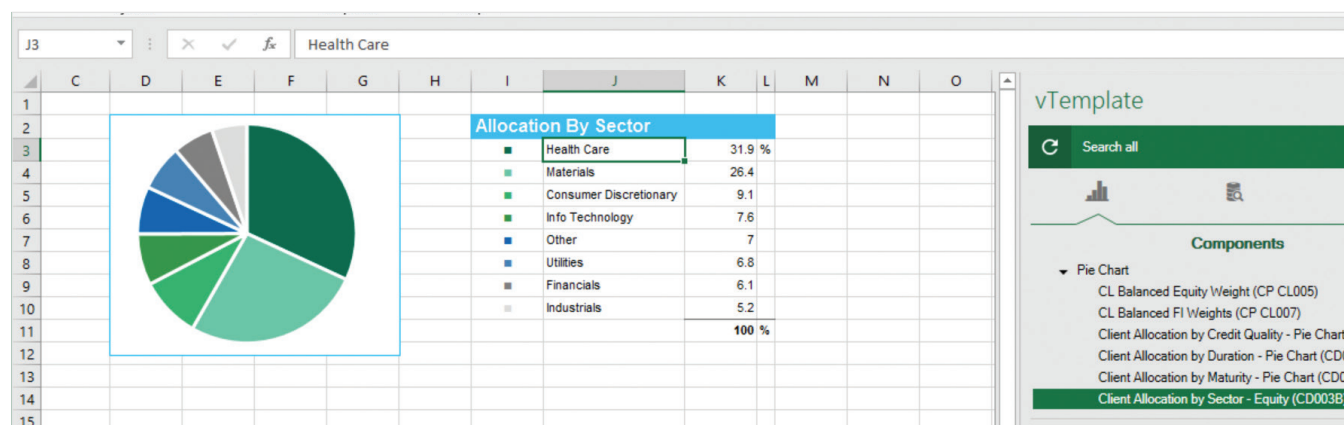 J3 fx Health Care
C D E F G H I J K L M N O
vTemplate
1
2 Allocation By Sector
3 Health Care 31.9 %
Search all
4 Materials 26.4
5 Consumer Discretionary 9.1
6 Info Technology 7.6
7 Other 7
Components
8 Utilities 6.8
Pie Chart
9 Financials 6.1
CL Balanced Equity Weight (CP CL005)
10 Industrials 5.2
CL Balanced FI Weights (CP CL007)
11 100 %
Client Allocation by Credit Quality - Pie Chart
12
Client Allocation by Duration - Pie Chart (CD0
13
Client Allocation by Maturity - Pie Chart (CD0
14
Client Allocation by Sector - Equity (CD003B)
15